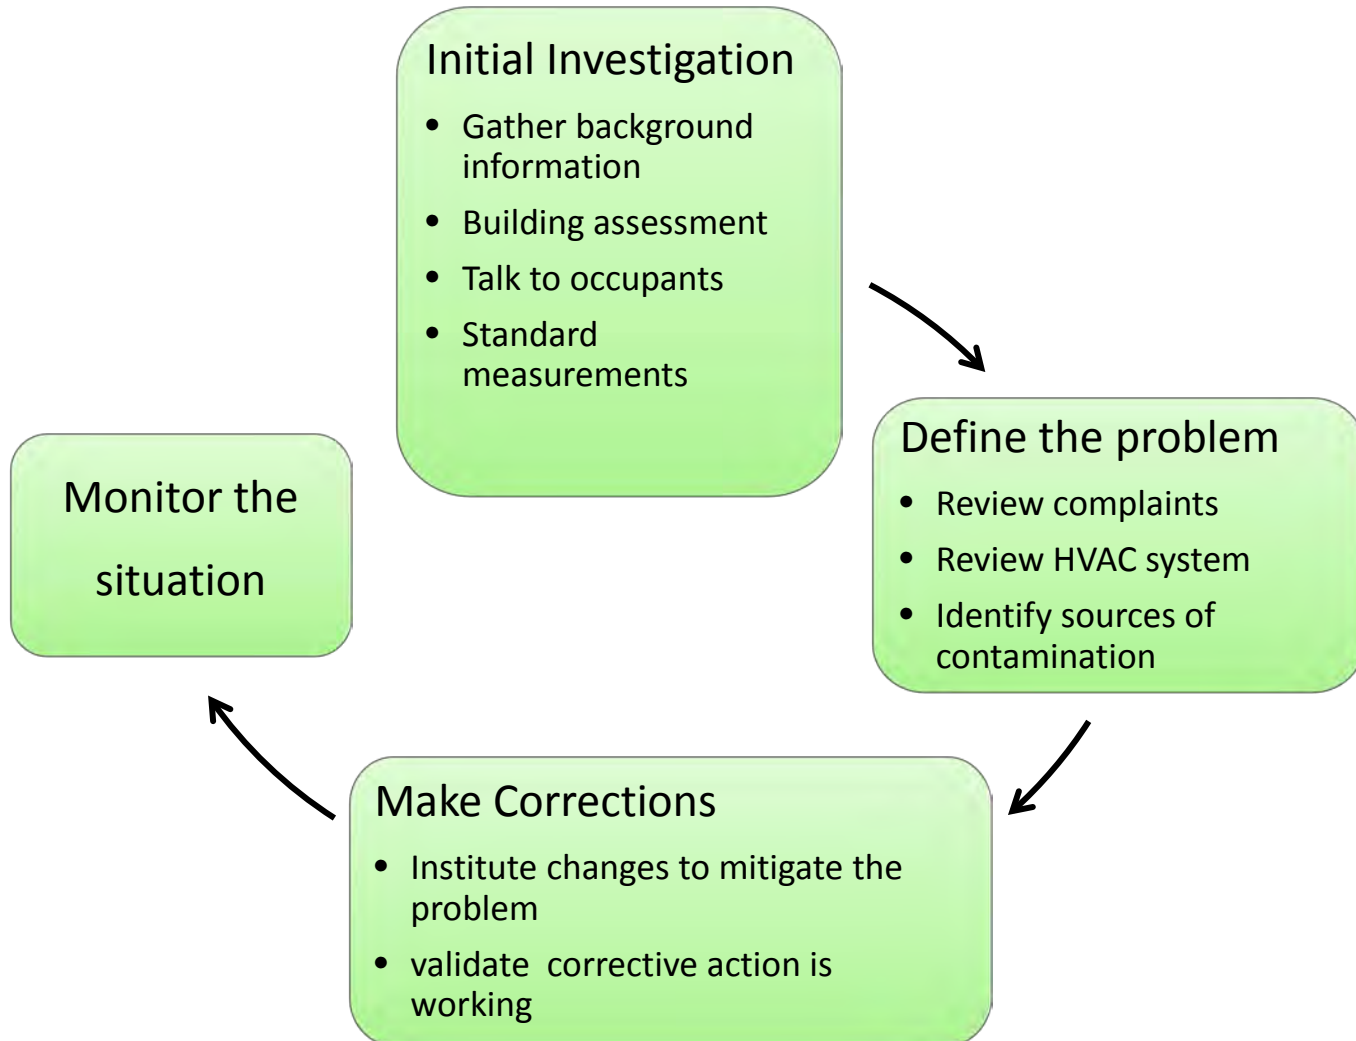 Initial Investigation
• Gather background
information
• Building assessment
• Talk to occupants
• Standard
measurements
Define the problem
• Review complaints
• Review HVAC system
• Identify sources of
contamination
Make Corrections
• Institute changes to mitigate the
problem
• validate  corrective action is
working
Monitor the
situation